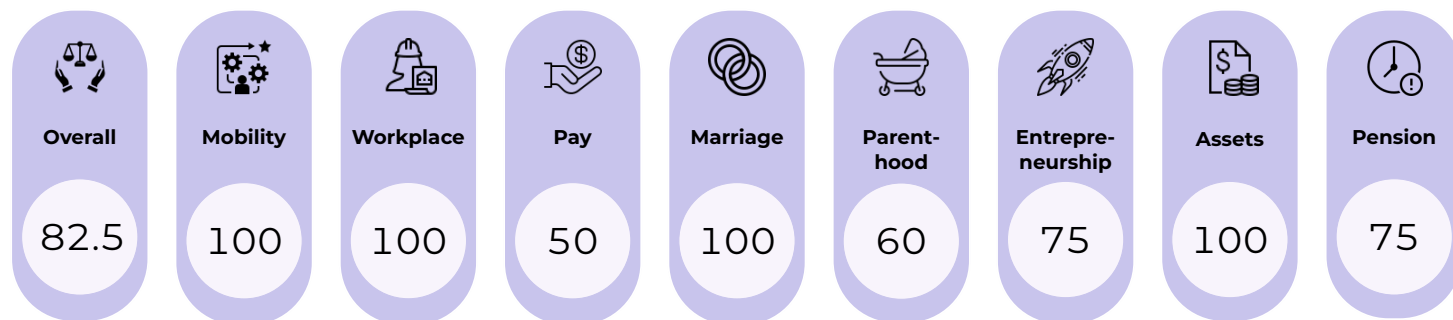 Overall
82.5
Mobility
100
Workplace
100
$
Pay
50
Marriage
100
Parent-
hood
60
Entrepre-
neurship
75
$
Assets
100
Pension
75